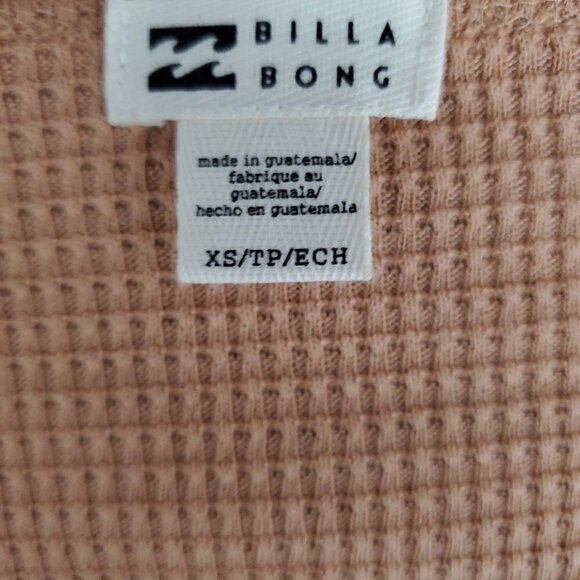 BILLA
BONG
made in guatemala/
fabrique au
guatemala/
hecho en guatemala
XS/TP/ECH